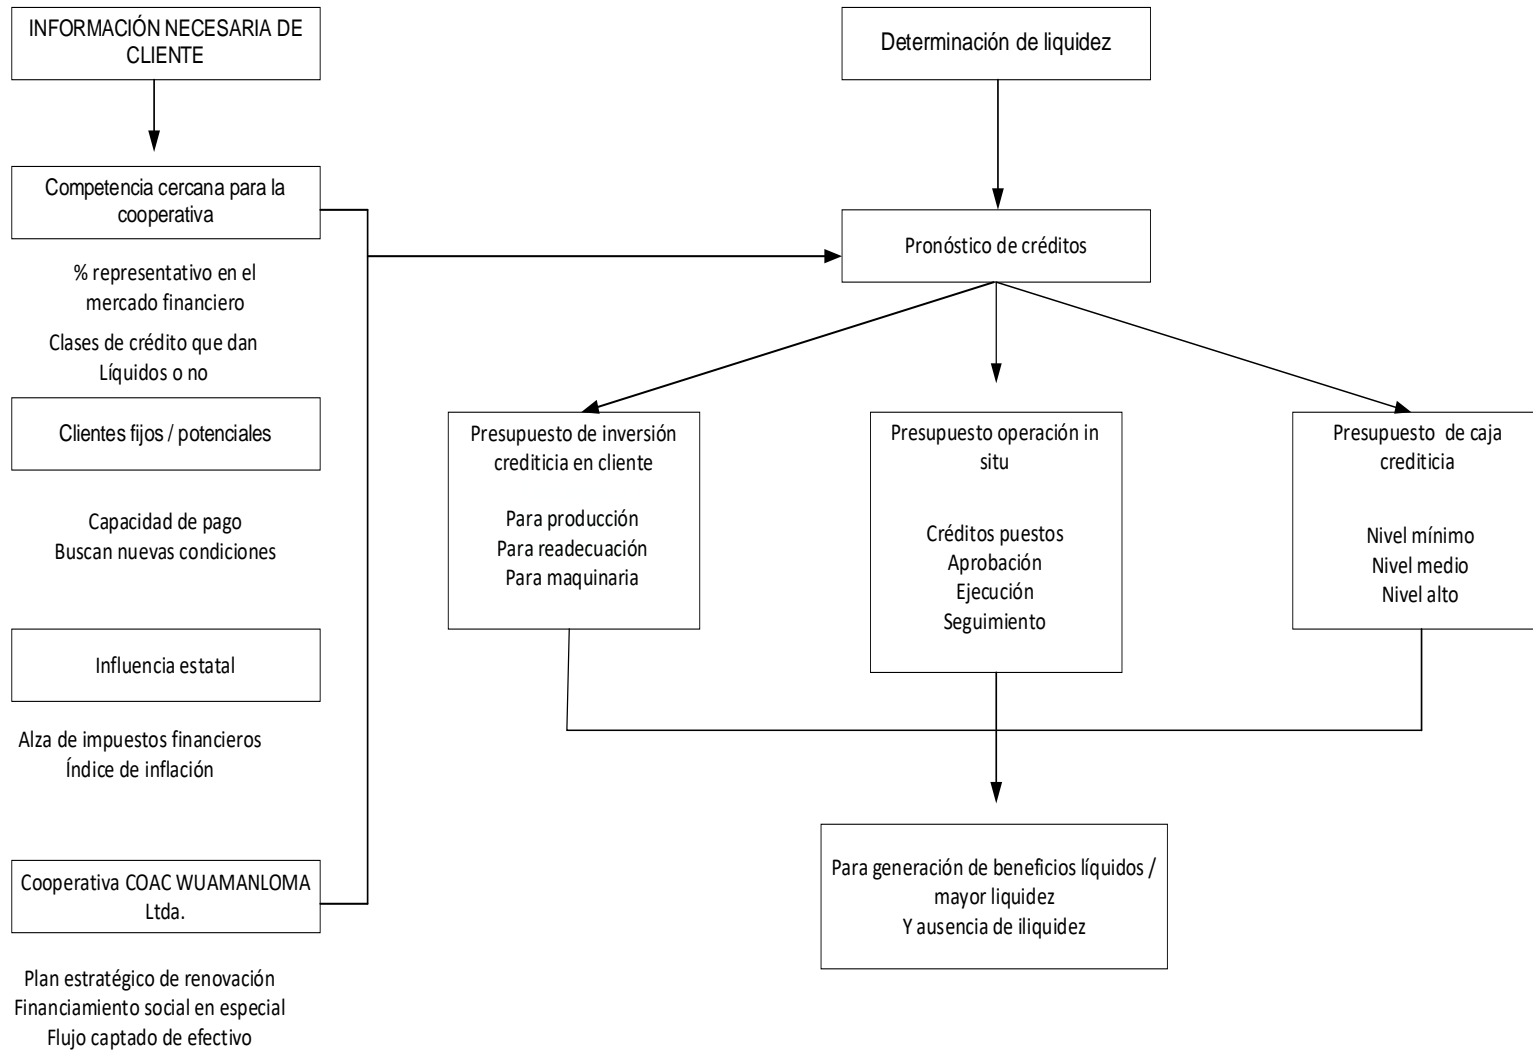 INFORMACIÓN NECESARIA DE
CLIENTE
Competencia cercana para la
cooperativa
% representativo en el
mercado financiero
Clases de crédito que dan
Líquidos o no
Clientes fijos / potenciales
Capacidad de pago
Buscan nuevas condiciones
Influencia estatal
Alza de impuestos financieros
Índice de inflación
Cooperativa COAC WUAMANLOMA
Ltda.
Plan estratégico de renovación
Financiamiento social en especial
Flujo captado de efectivo
Determinación de liquidez
Pronóstico de créditos
Presupuesto de inversión
crediticia en cliente
Para producción
Para readecuación
Para maquinaria
Presupuesto operación in
situ
Créditos puestos
Aprobación
Ejecución
Seguimiento
Presupuesto de caja
crediticia
Nivel mínimo
Nivel medio
Nivel alto
Para generación de beneficios líquidos /
mayor liquidez
Y ausencia de iliquidez